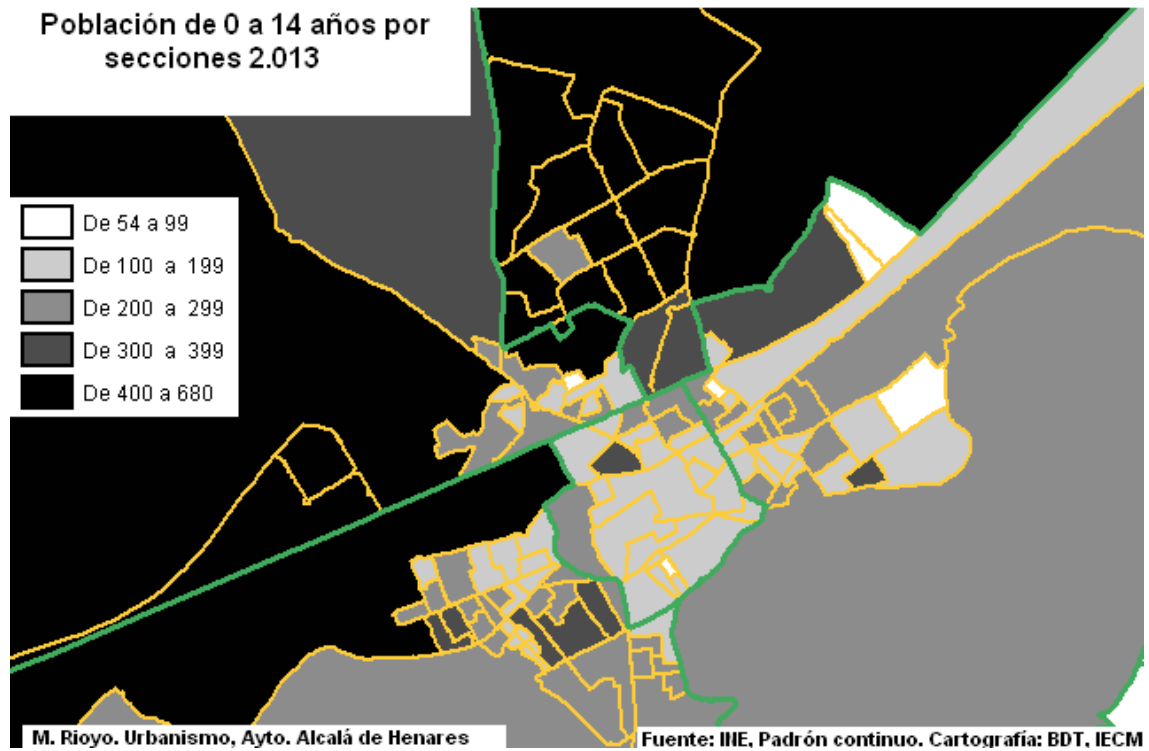 Población de 0 a 14 años por
secciones 2.013
De 54 a 99
De 100 a 199
De 200 a 299
De 300 a 399
De 400 a 680
M. Rioyo. Urbanismo, Ayto. Alcalá de Henares
Fuente: INE, Padrón continuo. Cartografía: BDT, IECM